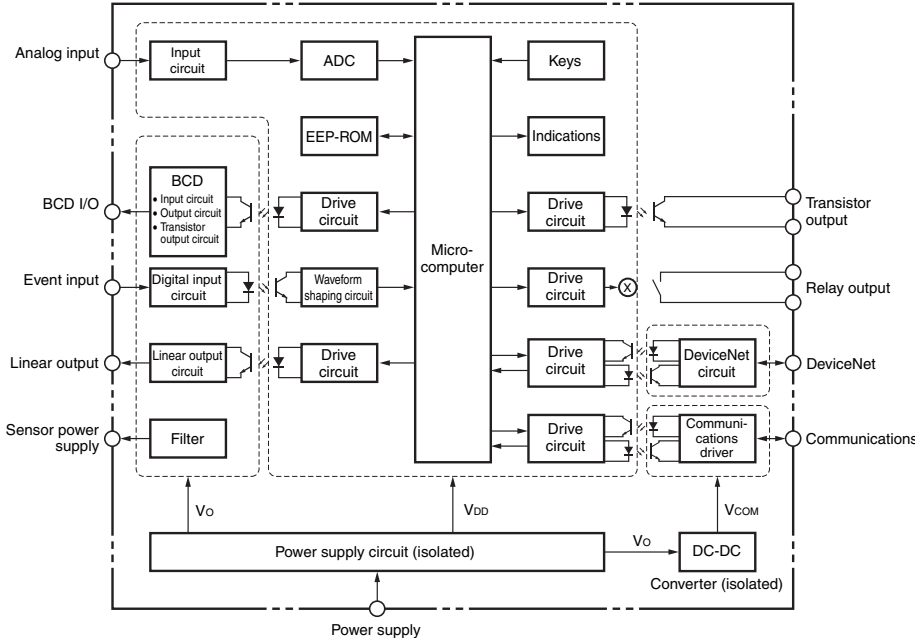 Analog input
Input
circuit
ADC
Keys
EEP-ROM
Indications
BCD I/O
BCD
• Input circuit
• Output circuit
• Transistor
output circuit
Drive
circuit
Micro-
computer
Drive
circuit
Transistor
output
Event input
Digital input
circuit
Waveform
shaping circuit
Drive
circuit
X
Relay output
Linear output
Linear output
circuit
Drive
circuit
Drive
circuit
DeviceNet
circuit
DeviceNet
Sensor power
supply
Filter
Drive
circuit
Communi-
cations
driver
Communications
VO
VDD
VCOM
Power supply circuit (isolated)
VO
DC-DC
Converter (isolated)
Power supply